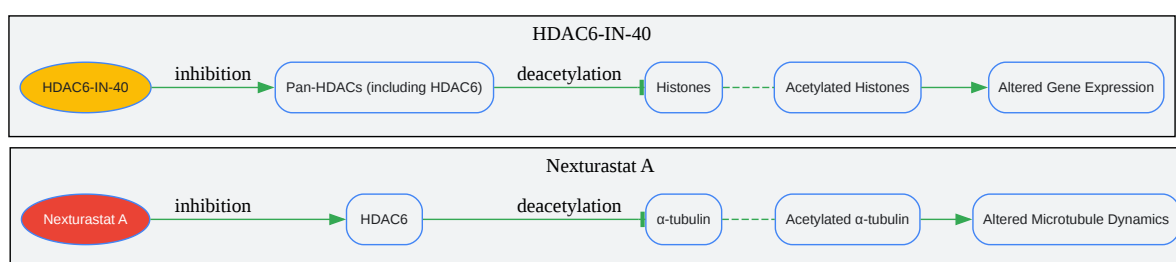 HDAC6-IN-40
inhibition
deacetylation
HDAC6-IN-40
Pan-HDACs (including HDAC6)
Histones
Acetylated Histones
Altered Gene Expression
Nexturastat A
inhibition
deacetylation
Nexturastat A
HDAC6
α-tubulin
Acetylated α-tubulin
Altered Microtubule Dynamics